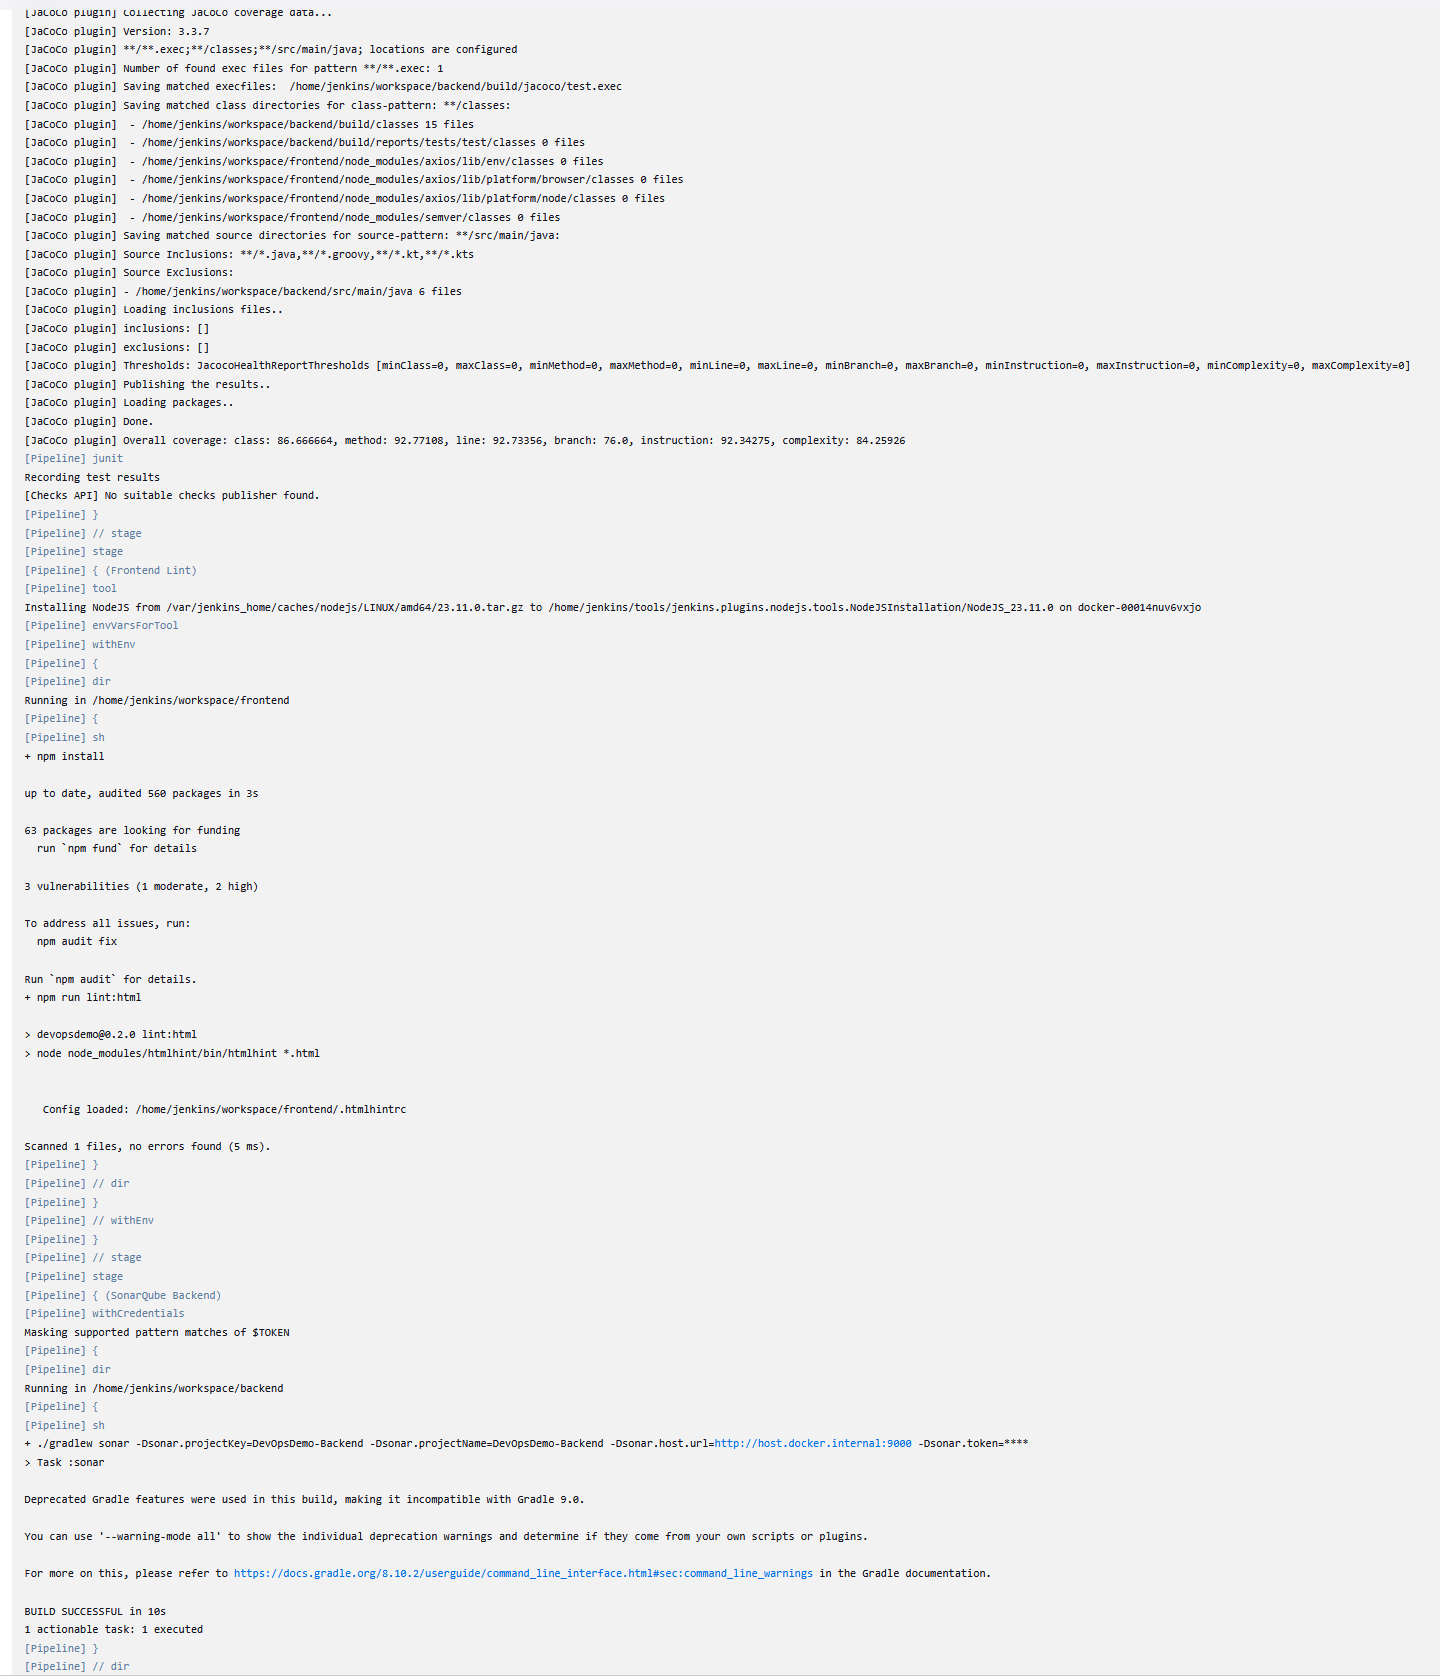 [JaCoCo plugin] Collecting JaCoCo coverage data...
[JaCoCo plugin] Version: 3.3.7
[JaCoCo plugin] **/**.exec;**/classes;**/src/main/java; locations are configured
[JaCoCo plugin] Number of found exec files for pattern **/**.exec: 1
[JaCoCo plugin] Saving matched execfiles:  /home/jenkins/workspace/backend/build/jacoco/test.exec
[JaCoCo plugin] Saving matched class directories for class-pattern: **/classes:
[JaCoCo plugin]  - /home/jenkins/workspace/backend/build/classes 15 files
[JaCoCo plugin]  - /home/jenkins/workspace/backend/build/reports/tests/test/classes 0 files
[JaCoCo plugin]  - /home/jenkins/workspace/frontend/node_modules/axios/lib/env/classes 0 files
[JaCoCo plugin]  - /home/jenkins/workspace/frontend/node_modules/axios/lib/platform/browser/classes 0 files
[JaCoCo plugin]  - /home/jenkins/workspace/frontend/node_modules/axios/lib/platform/node/classes 0 files
[JaCoCo plugin]  - /home/jenkins/workspace/frontend/node_modules/semver/classes 0 files
[JaCoCo plugin] Saving matched source directories for source-pattern: **/src/main/java:
[JaCoCo plugin] Source Inclusions: **/*.java,**/*.groovy,**/*.kt,**/*.kts
[JaCoCo plugin] Source Exclusions:
[JaCoCo plugin] - /home/jenkins/workspace/backend/src/main/java 6 files
[JaCoCo plugin] Loading inclusions files..
[JaCoCo plugin] inclusions: []
[JaCoCo plugin] exclusions: []
[JaCoCo plugin] Thresholds: JacocoHealthReportThresholds [minClass=0, maxClass=0, minMethod=0, maxMethod=0, minLine=0, maxLine=0, minBranch=0, maxBranch=0, minInstruction=0, maxInstruction=0, minComplexity=0, maxComplexity=0]
[JaCoCo plugin] Publishing the results..
[JaCoCo plugin] Loading packages..
[JaCoCo plugin] Done.
[JaCoCo plugin] Overall coverage: class: 86.666664, method: 92.77108, line: 92.73356, branch: 76.0, instruction: 92.34275, complexity: 84.25926
[Pipeline] junit
Recording test results
[Checks API] No suitable checks publisher found.
[Pipeline] }
[Pipeline] // stage
[Pipeline] stage
[Pipeline] { (Frontend Lint)
[Pipeline] tool
Installing NodeJS from /var/jenkins_home/caches/nodejs/LINUX/amd64/23.11.0.tar.gz to /home/jenkins/tools/jenkins.plugins.nodejs.tools.NodeJSInstallation/NodeJS_23.11.0 on docker-00014nuv6vxjo
[Pipeline] envVarsForTool
[Pipeline] withEnv
[Pipeline] {
[Pipeline] dir
Running in /home/jenkins/workspace/frontend
[Pipeline] {
[Pipeline] sh
+ npm install
up to date, audited 560 packages in 3s
63 packages are looking for funding
  run `npm fund` for details
3 vulnerabilities (1 moderate, 2 high)
To address all issues, run:
  npm audit fix
Run `npm audit` for details.
+ npm run lint:html
> devopsdemo@0.2.0 lint:html
> node node_modules/htmlhint/bin/htmlhint *.html
   Config loaded: /home/jenkins/workspace/frontend/.htmlhintrc
Scanned 1 files, no errors found (5 ms).
[Pipeline] }
[Pipeline] // dir
[Pipeline] }
[Pipeline] // withEnv
[Pipeline] }
[Pipeline] // stage
[Pipeline] stage
[Pipeline] { (SonarQube Backend)
[Pipeline] withCredentials
Masking supported pattern matches of $TOKEN
[Pipeline] {
[Pipeline] dir
Running in /home/jenkins/workspace/backend
[Pipeline] {
[Pipeline] sh
+ ./gradlew sonar -Dsonar.projectKey=DevOpsDemo-Backend -Dsonar.projectName=DevOpsDemo-Backend -Dsonar.host.url=http://host.docker.internal:9000 -Dsonar.token=****
> Task :sonar
Deprecated Gradle features were used in this build, making it incompatible with Gradle 9.0.
You can use '--warning-mode all' to show the individual deprecation warnings and determine if they come from your own scripts or plugins.
For more on this, please refer to https://docs.gradle.org/8.10.2/userguide/command_line_interface.html#sec:command_line_warnings in the Gradle documentation.
BUILD SUCCESSFUL in 10s
1 actionable task: 1 executed
[Pipeline] }
[Pipeline] // dir